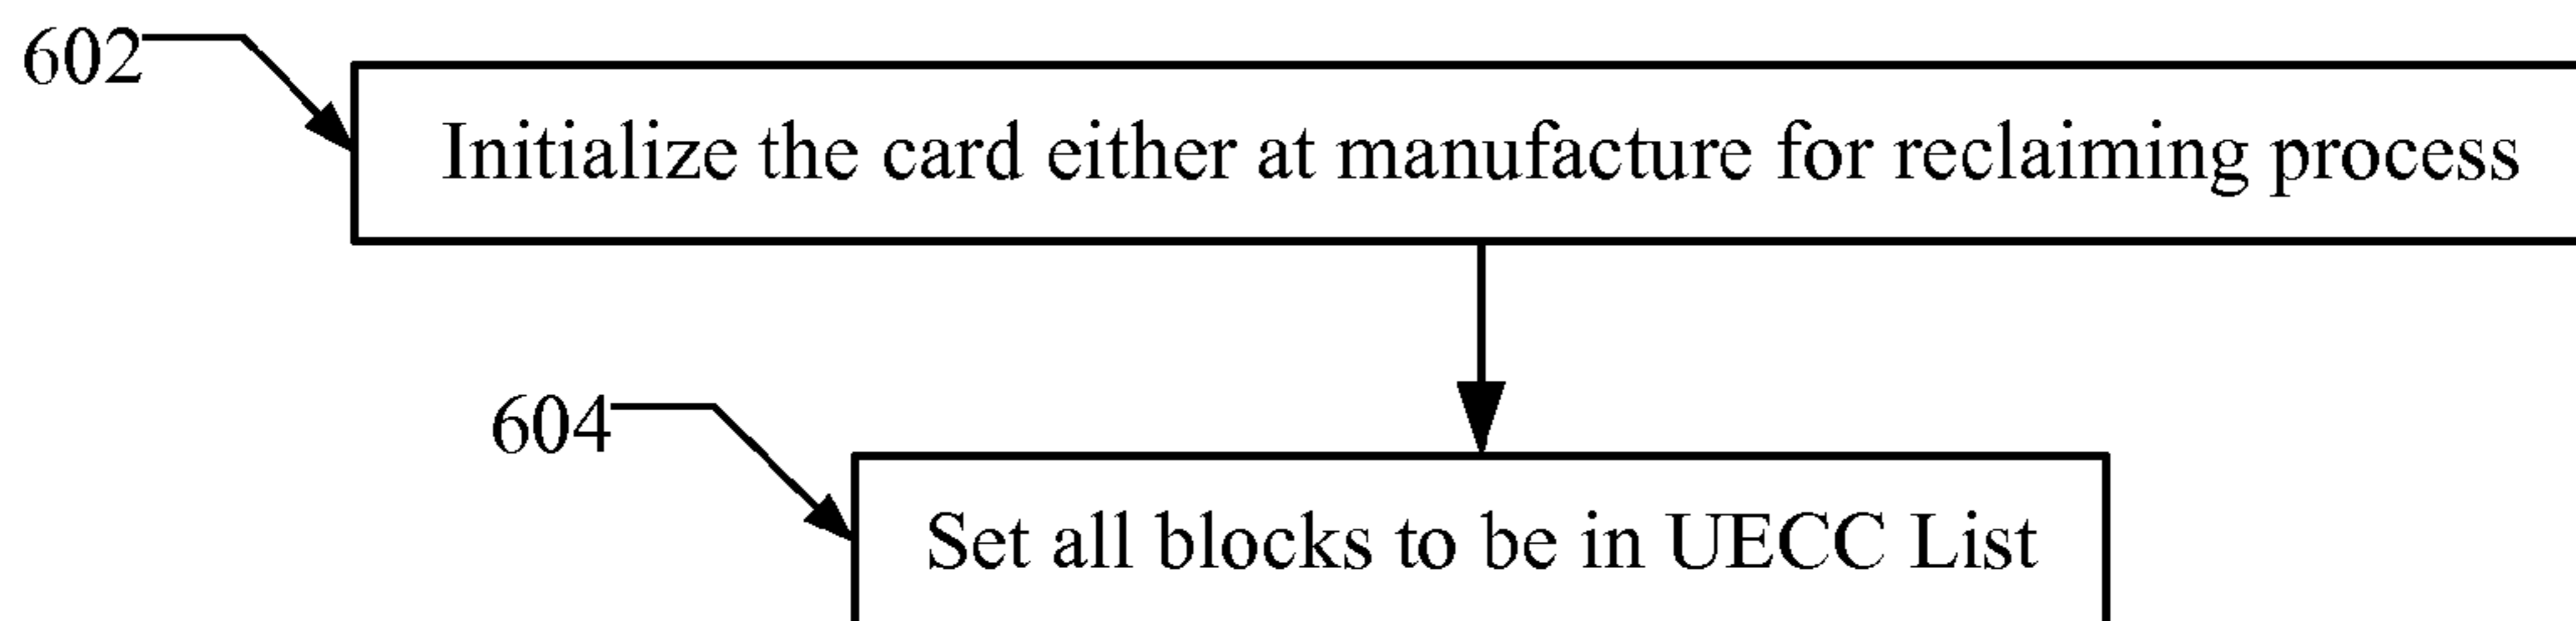 602
Initialize the card either at manufacture for reclaiming process
604
Set all blocks to be in UECC List